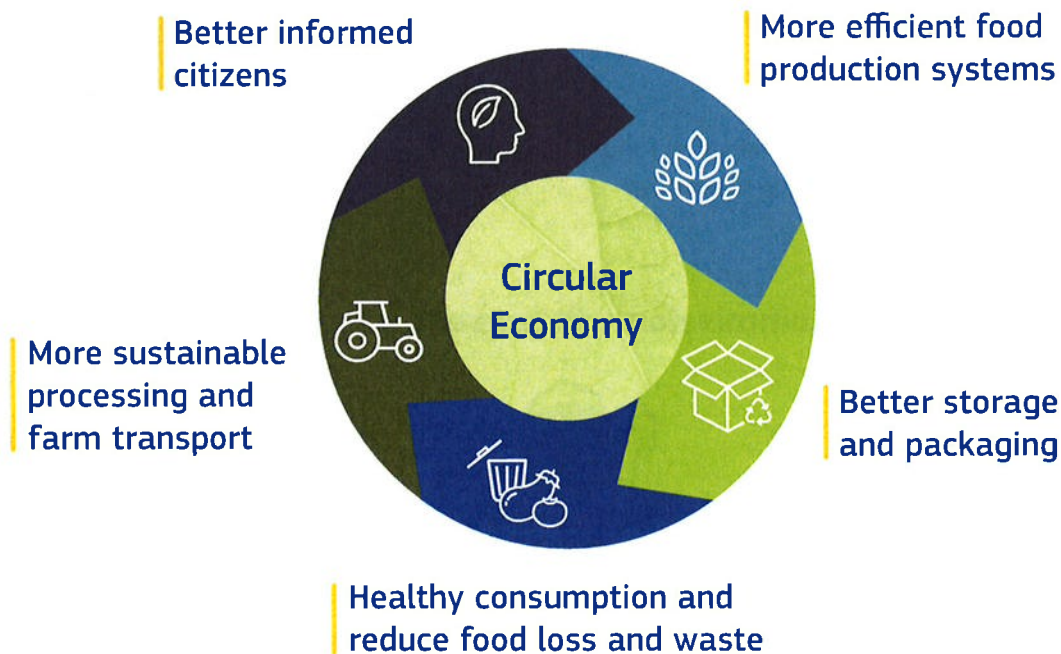 Better informed
citizens
More efficient food
production systems
Circular
Economy
More sustainable
processing and
farm transport
Better storage
and packaging
Healthy consumption and
reduce food loss and waste